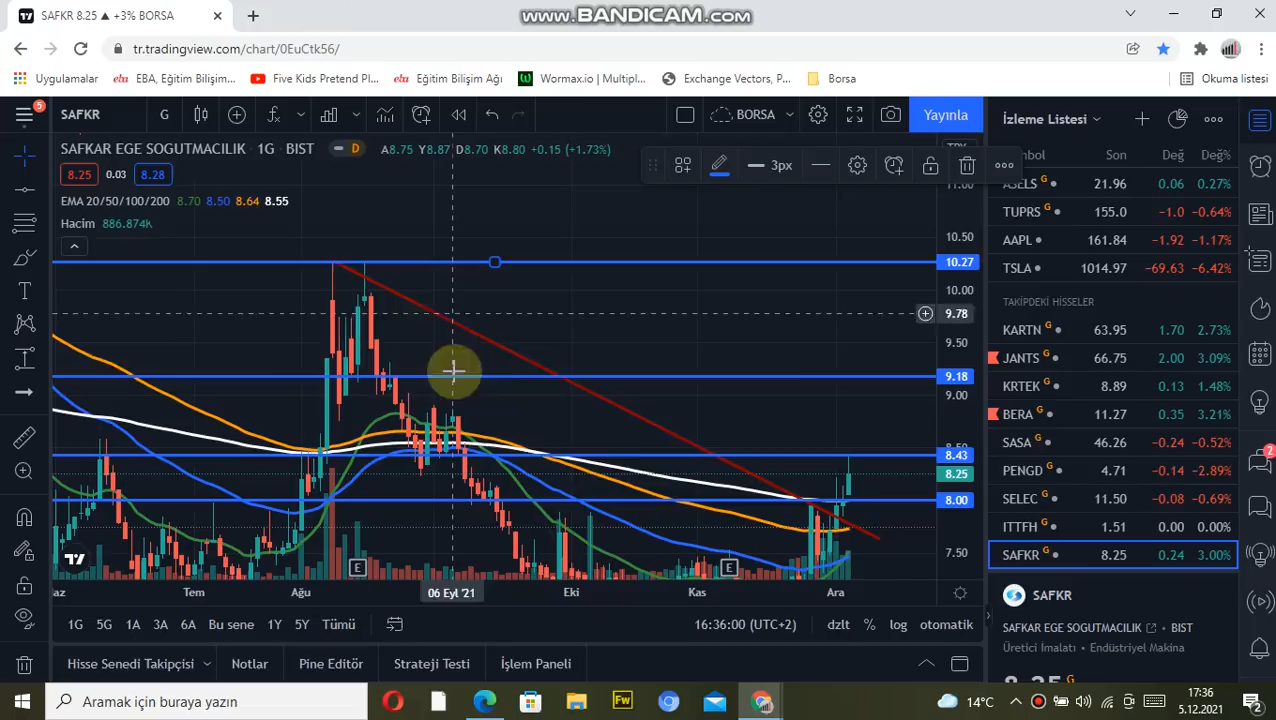 SAFKR 8.25 ▲ +3% BORSA
www.BANDICAM.com
tr.tradingview.com/chart/0EuCtk56/
Uygulamalar
eba EBA, Eğitim Bilişim...
Five Kids Pretend Pl...
eba Eğitim Bilişim Ağı
Wormax.io | Multipl...
Exchange Vectors, P...
Borsa
Okuma listesi
5
SAFKR
G
BORSA
Yayınla
İzleme Listesi
SAFKAR EGE SOGUTMACILIK · 1G · BIST
D
A8.75 Y8.87 D8.70 K8.80 +0.15 (+1.73%)
8.25 0.03 8.28
EMA 20/50/100/200 8.70 8.50 8.64 8.55
Hacim 886.874K
3px
Son Değ Değ%
21.96 0.06 0.27%
TUPRS G 155.0 -1.0 -0.64%
AAPL 161.84 -1.92 -1.17%
TSLA 1014.97 -69.63 -6.42%
TAKİPDEKİ HİSSELER
KARTN G 63.95 1.70 2.73%
JANTS G 66.75 2.00 3.09%
KRTEK G 8.89 0.13 1.48%
BERA G 11.27 0.35 3.21%
SASA G 46.26 -0.24 -0.52%
PENGD G 4.71 -0.14 -2.89%
SELEC G 11.50 -0.08 -0.69%
ITTFH G 1.51 0.00 0.00%
SAFKR G 8.25 0.24 3.00%
10.50
10.27
10.00
9.78
9.50
9.18
9.00
8.43
8.25
8.00
7.50
E
E
Tem
Ağu
06 Eyl '21
Eki
Kas
Ara
2
SAFKR
SAFKAR EGE SOGUTMACILIK BIST
Üretici İmalatı · Endüstriyel Makina
1G 5G 1A 3A 6A Bu sene 1Y 5Y Tümü
16:36:00 (UTC+2)
dzlt % log otomatik
Hisse Senedi Takipçisi
Notlar
Pine Editör
Strateji Testi
İşlem Paneli
Aramak için buraya yazın
Fw
14°C
17:36
5.12.2021
2